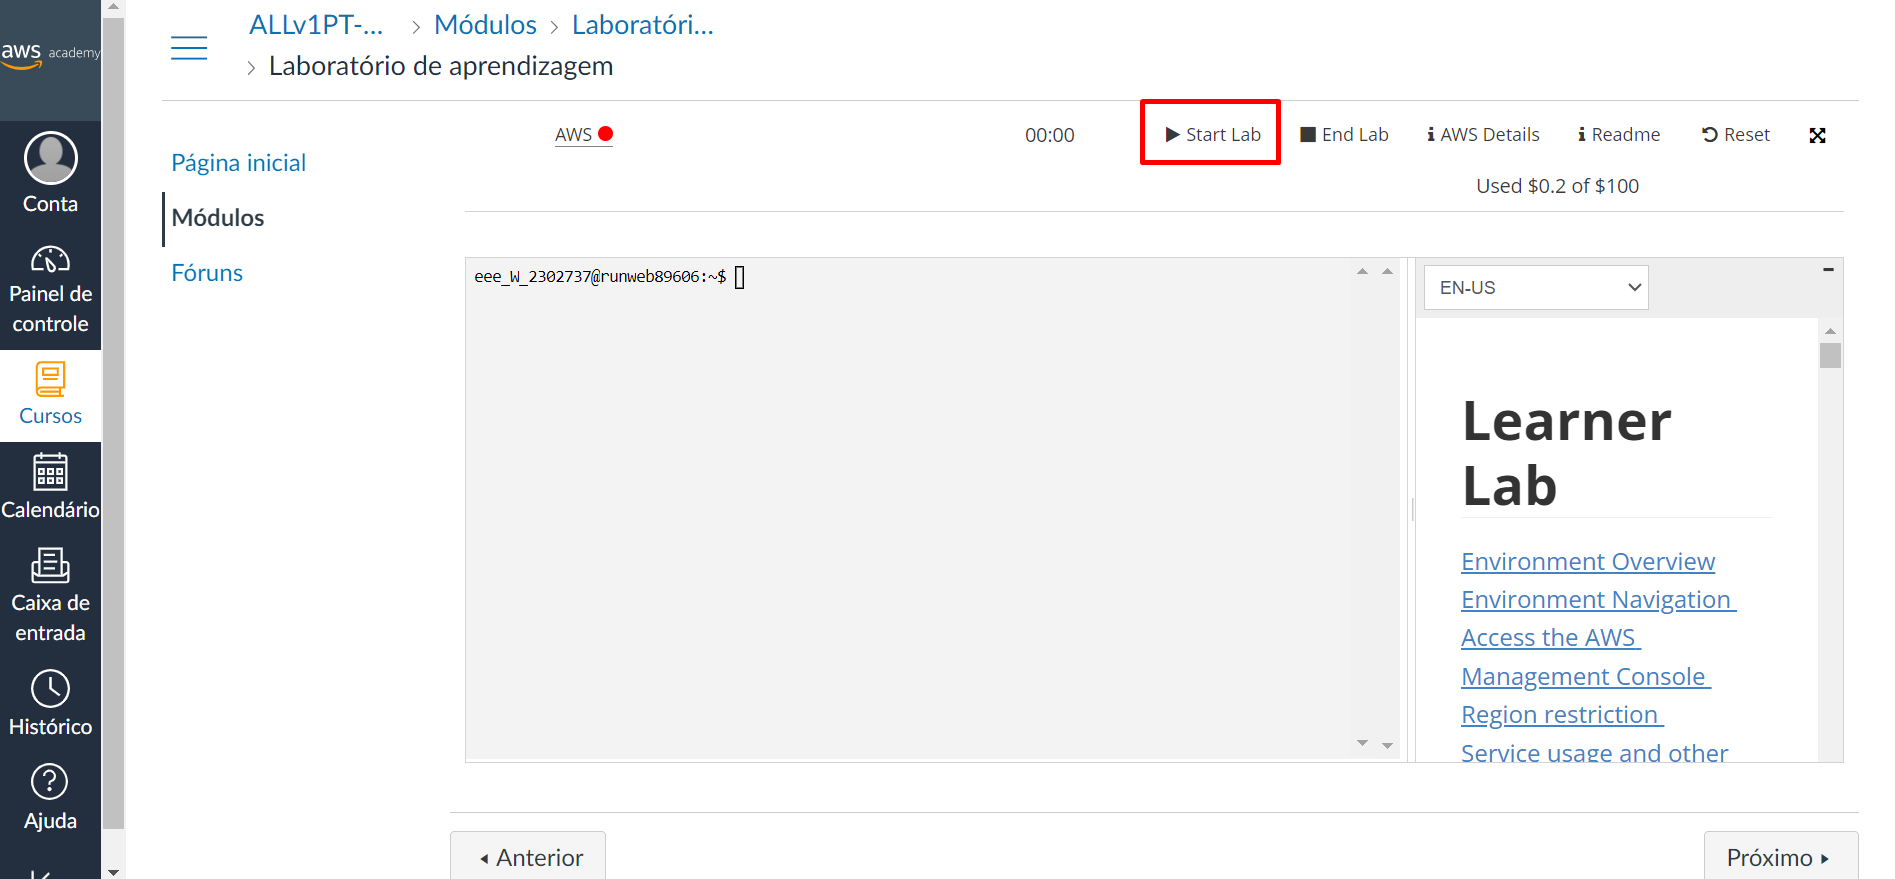 aws academy
Conta
Painel de
controle
Cursos
Calendário
Caixa de
entrada
Histórico
Ajuda
ALLv1PT-... > Módulos > Laboratóri...
> Laboratório de aprendizagem
Página inicial
Módulos
Fóruns
AWS 00:00 Start Lab End Lab AWS Details Readme Reset
Used $0.2 of $100
eee_W_2302737@runweb89606:~$
EN-US
Learner
Lab
Environment Overview
Environment Navigation
Access the AWS
Management Console
Region restriction
Service usage and other
Anterior
Próximo